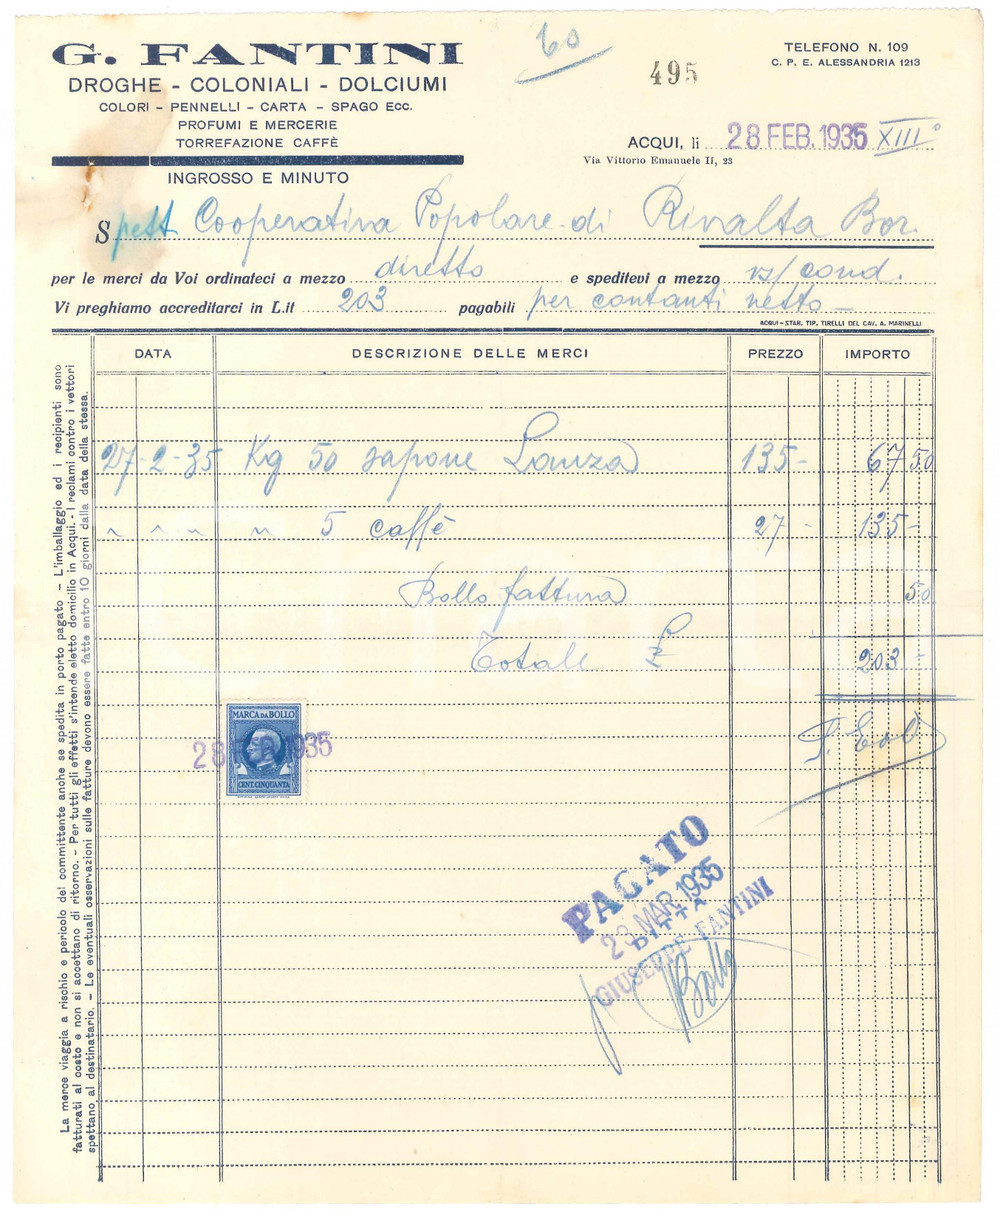 G. FANTINI
DROGHE - COLONIALI - DOLCIUMI
COLORI - PENNELLI - CARTA - SPAGO ECC.
PROFUMI E MERCERIE
TORREFAZIONE CAFFÈ
INGROSSO E MINUTO
60
495
TELEFONO N. 109
C. P. E. ALESSANDRIA 1213
ACQUI, li 28 FEB. 1935 XIII°
Via Vittorio Emanuele II, 23
Spett. Cooperativa Popolare di Rivalta Bor.
per le merci da Voi ordinateci a mezzo diretto e speditevi a mezzo vs/ cond.
Vi preghiamo accreditarci in L.it 203 pagabili per contanti netto -
ACQUI - STAB. TIP. TIRELLI DEL CAV. A. MARINELLI
DATA DESCRIZIONE DELLE MERCI PREZZO IMPORTO
27-2-35 Kg 50 sapone Lanza 135- 67 50
" " " " 5 caffè 27 - 135 -
Bollo fattura 50
Totale £ 203 -
MARCA DA BOLLO
CENT. CINQUANTA
28 FEB. 1935
PAGATO
23 MAR. 1935
DITTA
GIUSEPPE FANTINI
La merce viaggia a rischio e pericolo del committente anche se spedita in porto pagato - L'imballaggio ed i recipienti sono
fatturati al costo e non si accettano di ritorno. - Per tutti gli effetti s'intende eletto domicilio in Acqui. - I reclami contro i vettori
spettano al destinatario. - Le eventuali osservazioni sulle fatture devono essere fatte entro 10 giorni dalla data della stessa.